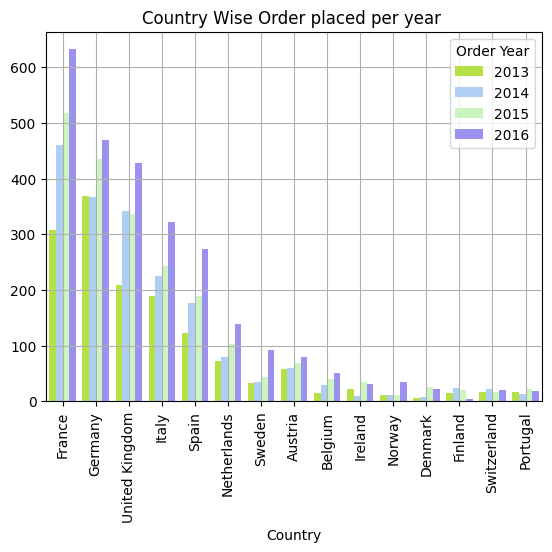 Country Wise Order placed per year
Order Year
2013
2014
2015
2016
600
500
400
300
200
100
0
France
Germany
United Kingdom
Italy
Spain
Netherlands
Sweden
Austria
Belgium
Ireland
Norway
Denmark
Finland
Switzerland
Portugal
Country